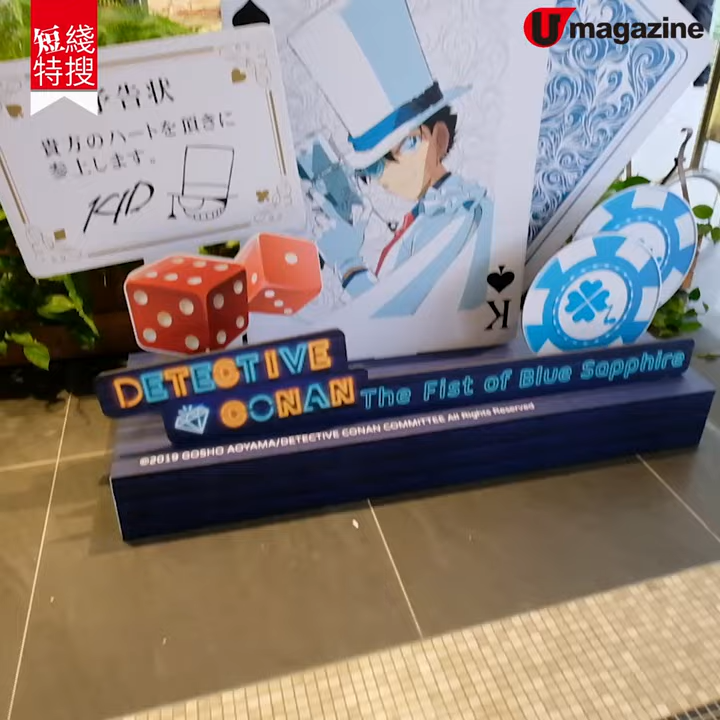 短綫
特搜
U magazine
予告状
貴方のハートを頂きに
参上します。
KID
K
DETECTIVE
CONAN The Fist of Blue Sapphire
©2019 GOSHO AOYAMA/DETECTIVE CONAN COMMITTEE All Rights Reserved